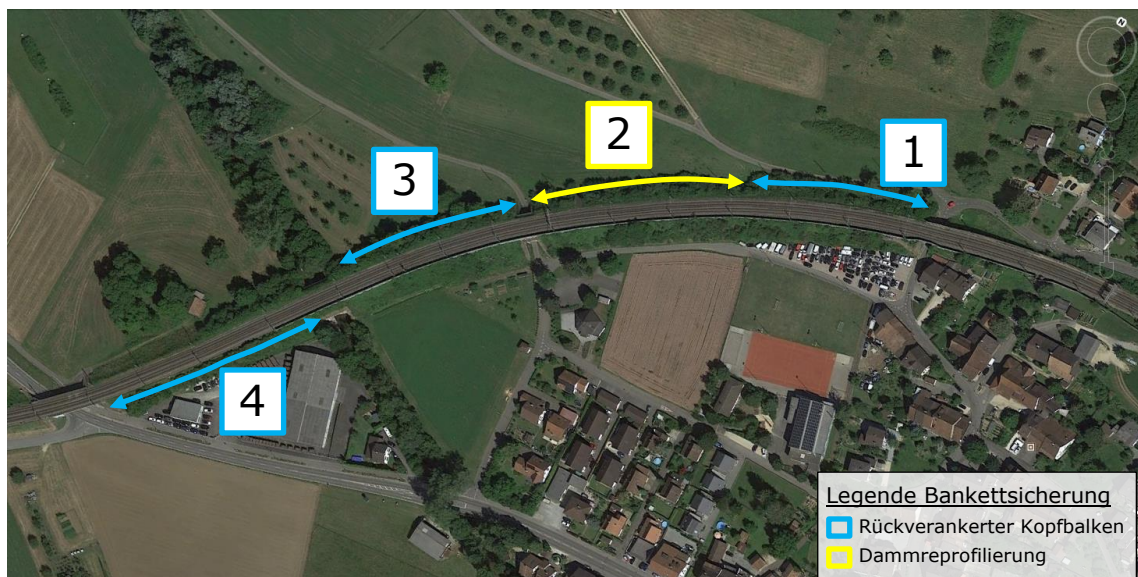 1
2
3
4
N
Legende Bankettsicherung
Rückverankerter Kopfbalken
Dammreprofilierung